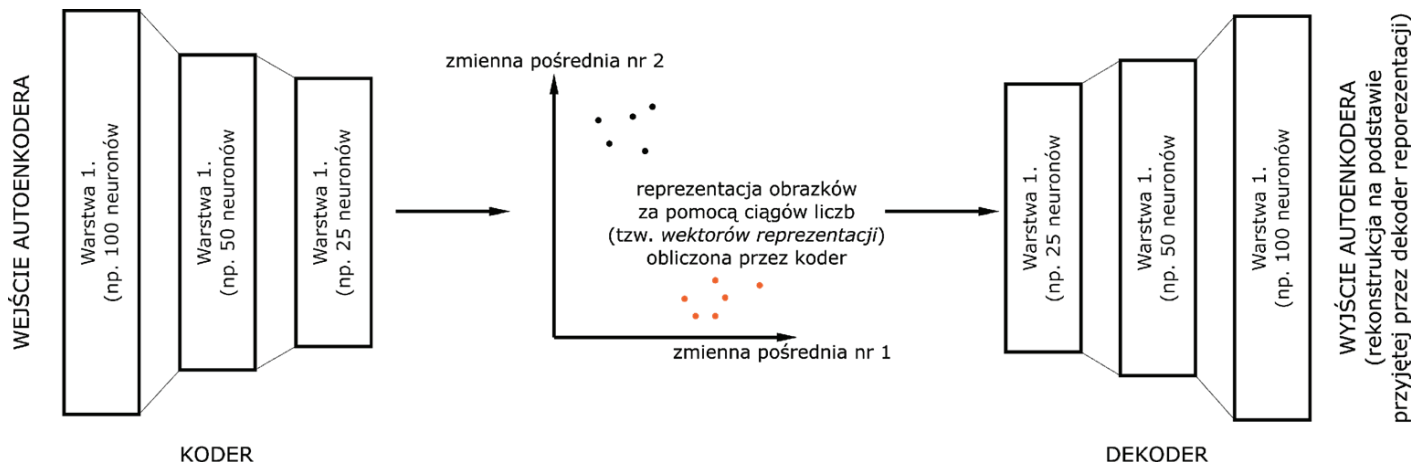 WEJŚCIE AUTOENKODERA
Warstwa 1.
(np. 100 neuronów)
Warstwa 1.
(np. 50 neuronów)
Warstwa 1.
(np. 25 neuronów)
KODER
zmienna pośrednia nr 2
reprezentacja obrazków
za pomocą ciągów liczb
(tzw. wektorów reprezentacji)
obliczona przez koder
zmienna pośrednia nr 1
Warstwa 1.
(np. 25 neuronów)
Warstwa 1.
(np. 50 neuronów)
Warstwa 1.
(np. 100 neuronów)
DEKODER
WYJŚCIE AUTOENKODERA
(rekonstrukcja na podstawie
przyjętej przez dekoder reporezentacji)